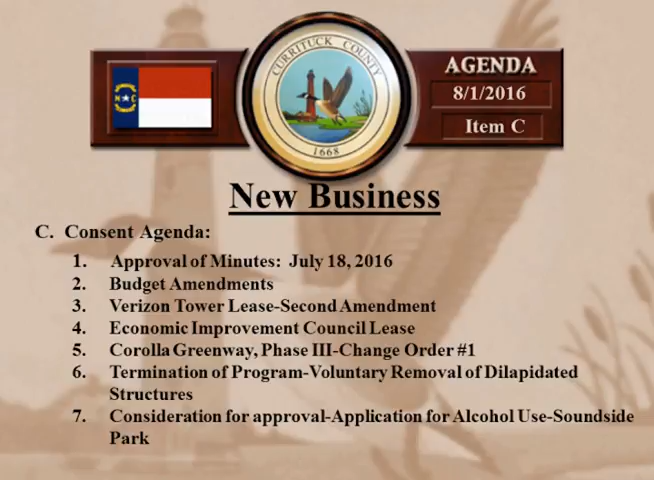 CURRITUCK COUNTY
1668
N C
AGENDA
8/1/2016
Item C
New Business
C. Consent Agenda:
1. Approval of Minutes: July 18, 2016
2. Budget Amendments
3. Verizon Tower Lease-Second Amendment
4. Economic Improvement Council Lease
5. Corolla Greenway, Phase III-Change Order #1
6. Termination of Program-Voluntary Removal of Dilapidated
Structures
7. Consideration for approval-Application for Alcohol Use-Soundside
Park